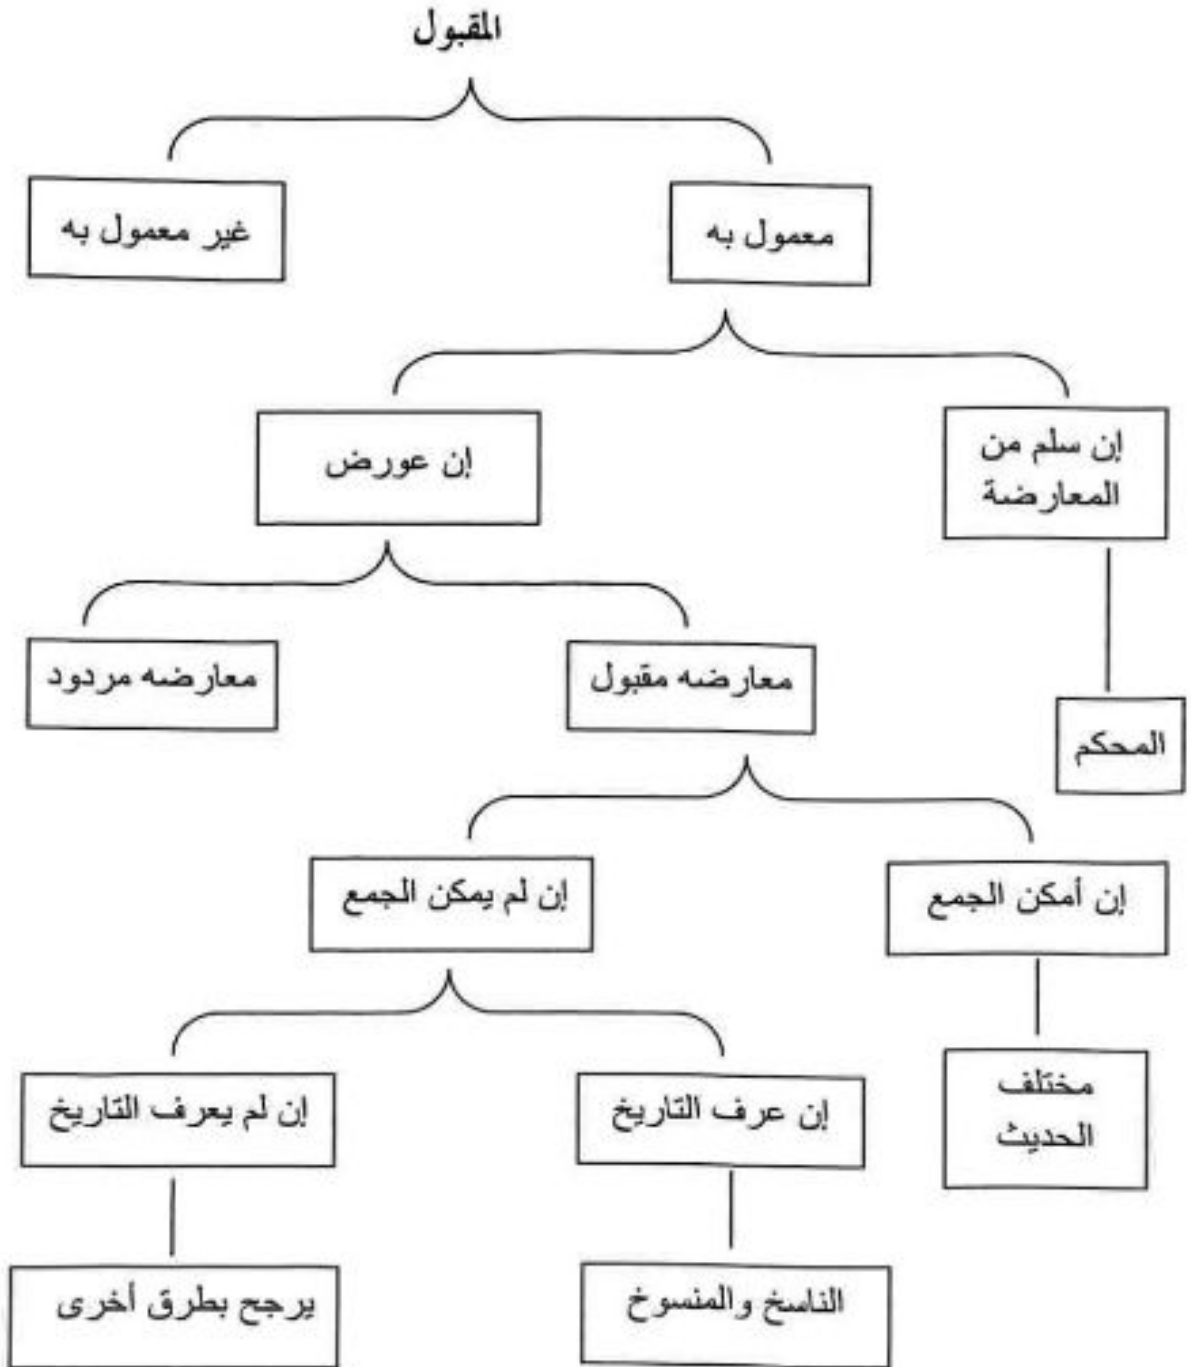 المقبول
معمول به
غير معمول به
إن سلم من
المعارضة
إن عورض
المحكم
معارضه مقبول
معارضه مردود
إن أمكن الجمع
إن لم يمكن الجمع
مختلف
الحديث
إن عرف التاريخ
إن لم يعرف التاريخ
الناسخ والمنسوخ
يرجح بطرق أخرى